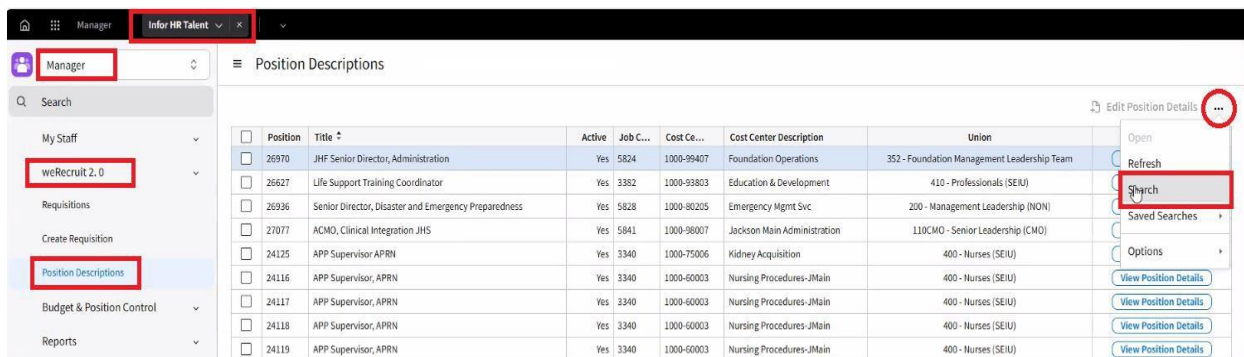 Manager Infor HR Talent ×
Manager
Position Descriptions
Search
Edit Position Details ...
My Staff
weRecruit 2. 0
Requisitions
Create Requisition
Position Descriptions
Budget & Position Control
Reports
Position Title Active Job C... Cost Ce... Cost Center Description Union
26970 JHF Senior Director, Administration Yes 5824 1000-99407 Foundation Operations 352 - Foundation Management Leadership Team
26627 Life Support Training Coordinator Yes 3382 1000-93803 Education & Development 410 - Professionals (SEIU)
26936 Senior Director, Disaster and Emergency Preparedness Yes 5828 1000-80205 Emergency Mgmt Svc 200 - Management Leadership (NON)
27077 ACMO, Clinical Integration JHS Yes 5841 1000-98007 Jackson Main Administration 110CMO - Senior Leadership (CMO)
24125 APP Supervisor APRN Yes 3340 1000-75006 Kidney Acquisition 400 - Nurses (SEIU)
24116 APP Supervisor, APRN Yes 3340 1000-60003 Nursing Procedures-JMain 400 - Nurses (SEIU) View Position Details
24117 APP Supervisor, APRN Yes 3340 1000-60003 Nursing Procedures-JMain 400 - Nurses (SEIU) View Position Details
24118 APP Supervisor, APRN Yes 3340 1000-60003 Nursing Procedures-JMain 400 - Nurses (SEIU) View Position Details
24119 APP Supervisor, APRN Yes 3340 1000-60003 Nursing Procedures-JMain 400 - Nurses (SEIU) View Position Details
Open
Refresh
Search
Saved Searches
Options